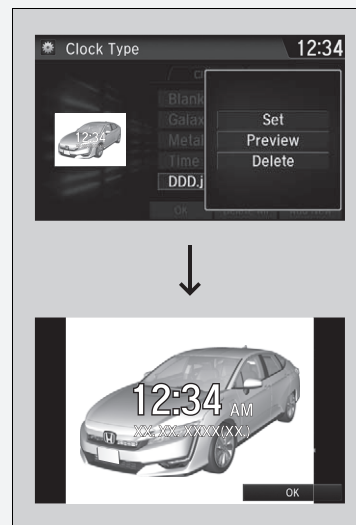 Clock Type 12:34
Blank
Galax
12:34
Metal
Time
DDD.j
Set
Preview
Delete
OK
12:34 AM
XX, XX, XXXX(XX.)
OK